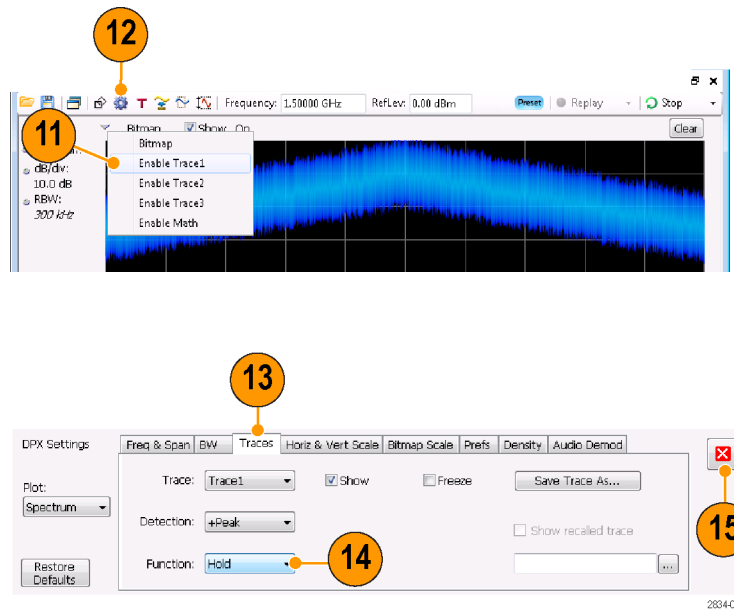 12
Frequency: 1.50000 GHz RefLev: 0.00 dBm Preset Replay Stop
11
Bitmap Show On Clear
Bitmap
Enable Trace1
Enable Trace2
Enable Trace3
Enable Math
dB/div:
10.0 dB
RBW:
300 kHz
13
DPX Settings Freq & Span BW Traces Horiz & Vert Scale Bitmap Scale Prefs Density Audio Demod
Plot:
Spectrum
Restore
Defaults
Trace: Trace1 Show Freeze Save Trace As...
Detection: +Peak Show recalled trace
Function: Hold 14 ...
15